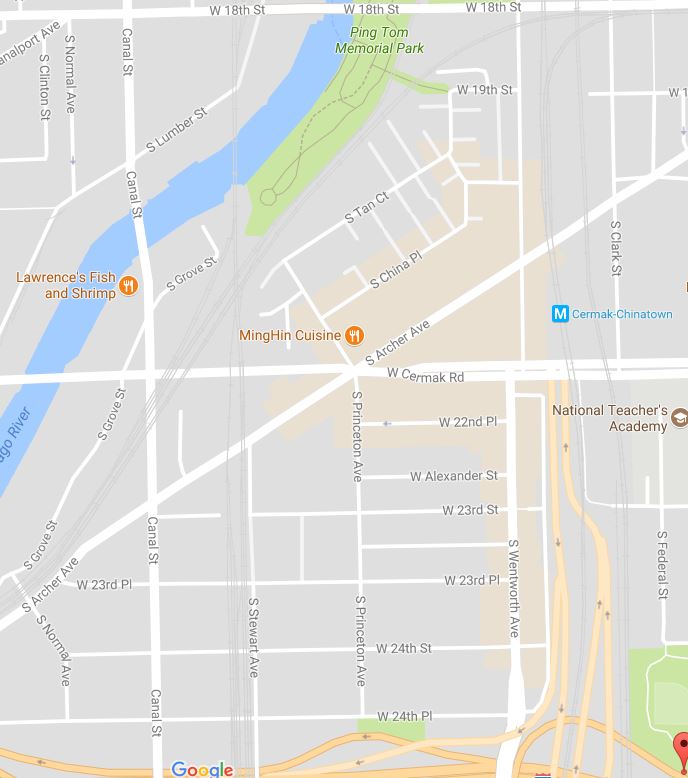 W 18th St
W 18th St
W 18th St
Canal St
S Normal Ave
S Clinton St
Ping Tom
Memorial Park
W 19th St
S Lumber St
Canal St
S Tan Ct
S China Pl
S Clark St
S Grove St
Lawrence's Fish
and Shrimp
M Cermak-Chinatown
MingHin Cuisine
S Archer Ave
W Cermak Rd
S Grove St
S Princeton Ave
W 22nd Pl
National Teacher's
Academy
W Alexander St
W 23rd St
Canal St
S Grove St
S Archer Ave
W 23rd Pl
W 23rd Pl
S Wentworth Ave
S Federal St
S Normal Ave
S Stewart Ave
S Princeton Ave
W 24th St
Canal St
W 24th Pl
Google